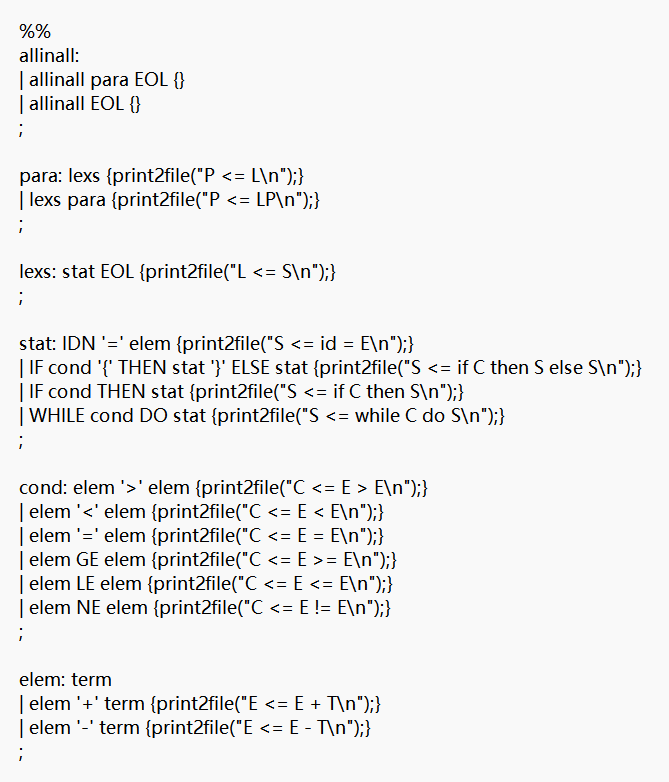 %%
allinall:
| allinall para EOL {}
| allinall EOL {}
;
para: lexs {print2file("P <= L\n");}
| lexs para {print2file("P <= LP\n");}
;
lexs: stat EOL {print2file("L <= S\n");}
;
stat: IDN '=' elem {print2file("S <= id = E\n");}
| IF cond '{' THEN stat '}' ELSE stat {print2file("S <= if C then S else S\n");}
| IF cond THEN stat {print2file("S <= if C then S\n");}
| WHILE cond DO stat {print2file("S <= while C do S\n");}
;
cond: elem '>' elem {print2file("C <= E > E\n");}
| elem '<' elem {print2file("C <= E < E\n");}
| elem '=' elem {print2file("C <= E = E\n");}
| elem GE elem {print2file("C <= E >= E\n");}
| elem LE elem {print2file("C <= E <= E\n");}
| elem NE elem {print2file("C <= E != E\n");}
;
elem: term
| elem '+' term {print2file("E <= E + T\n");}
| elem '-' term {print2file("E <= E - T\n");}
;